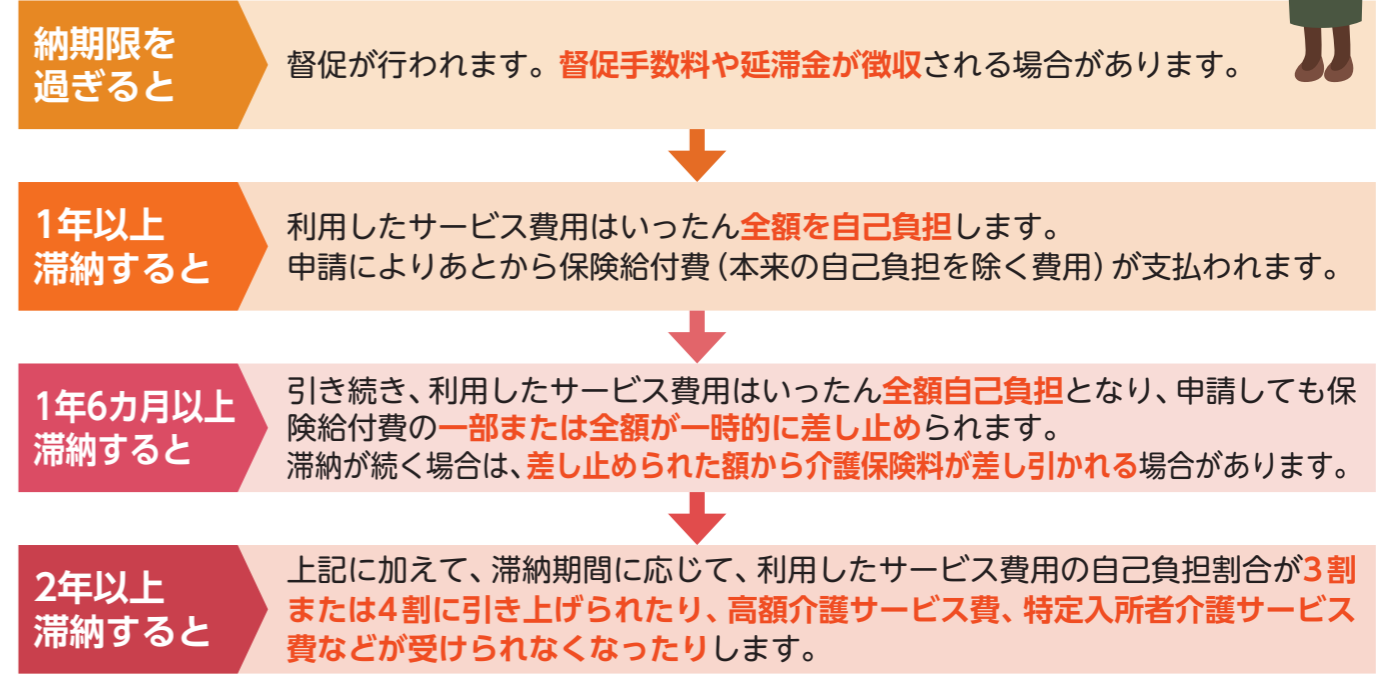 納期限を
過ぎると
督促が行われます。督促手数料や延滞金が徴収される場合があります。
1年以上
滞納すると
利用したサービス費用はいったん全額を自己負担します。
申請によりあとから保険給付費（本来の自己負担を除く費用）が支払われます。
1年6カ月以上
滞納すると
引き続き、利用したサービス費用はいったん全額自己負担となり、申請しても保
険給付費の一部または全額が一時的に差し止められます。
滞納が続く場合は、差し止められた額から介護保険料が差し引かれる場合があります。
2年以上
滞納すると
上記に加えて、滞納期間に応じて、利用したサービス費用の自己負担割合が3割
または4割に引き上げられたり、高額介護サービス費、特定入所者介護サービス
費などが受けられなくなったりします。